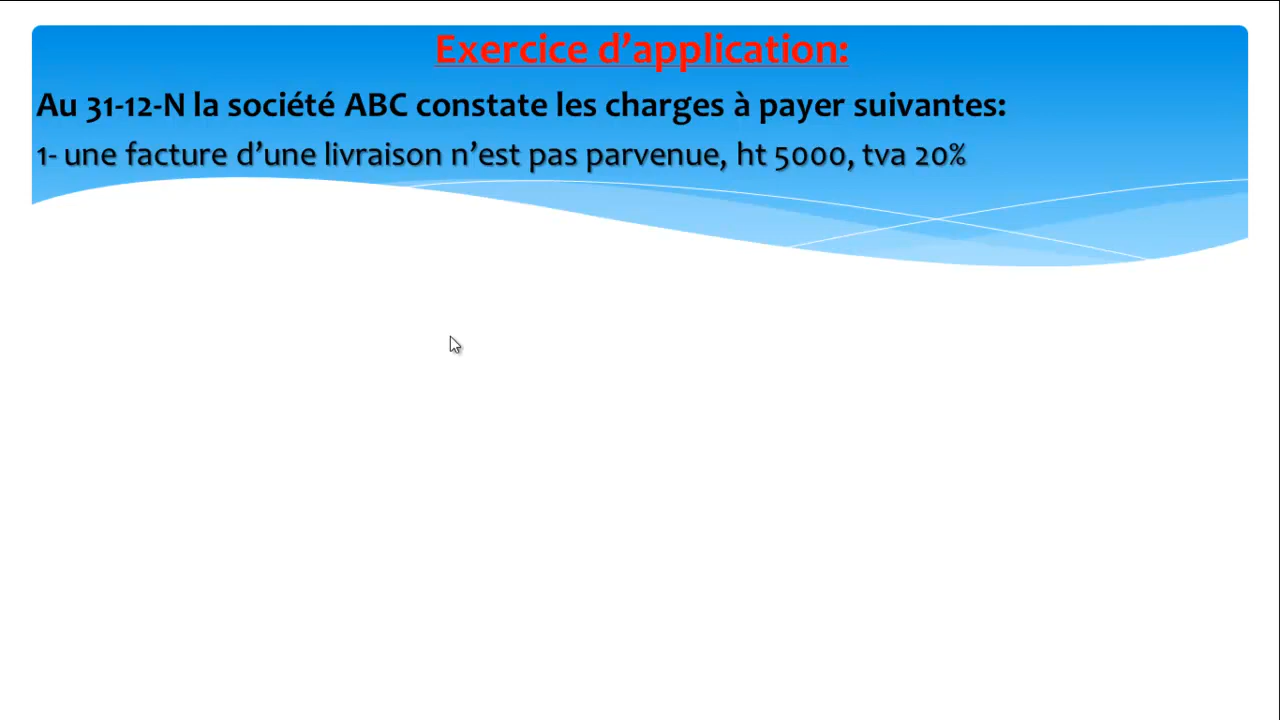 Exercice d’application:
Au 31-12-N la société ABC constate les charges à payer suivantes:
1- une facture d’une livraison n’est pas parvenue, ht 5000, tva 20%